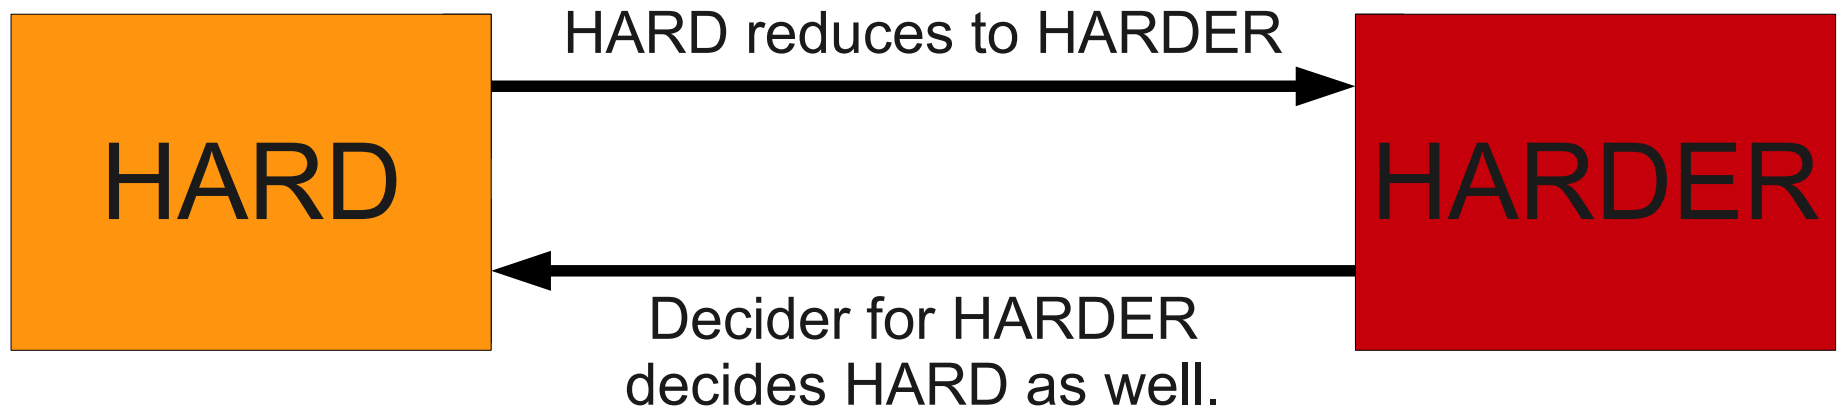 HARD reduces to HARDER
HARD
HARDER
Decider for HARDER
decides HARD as well.